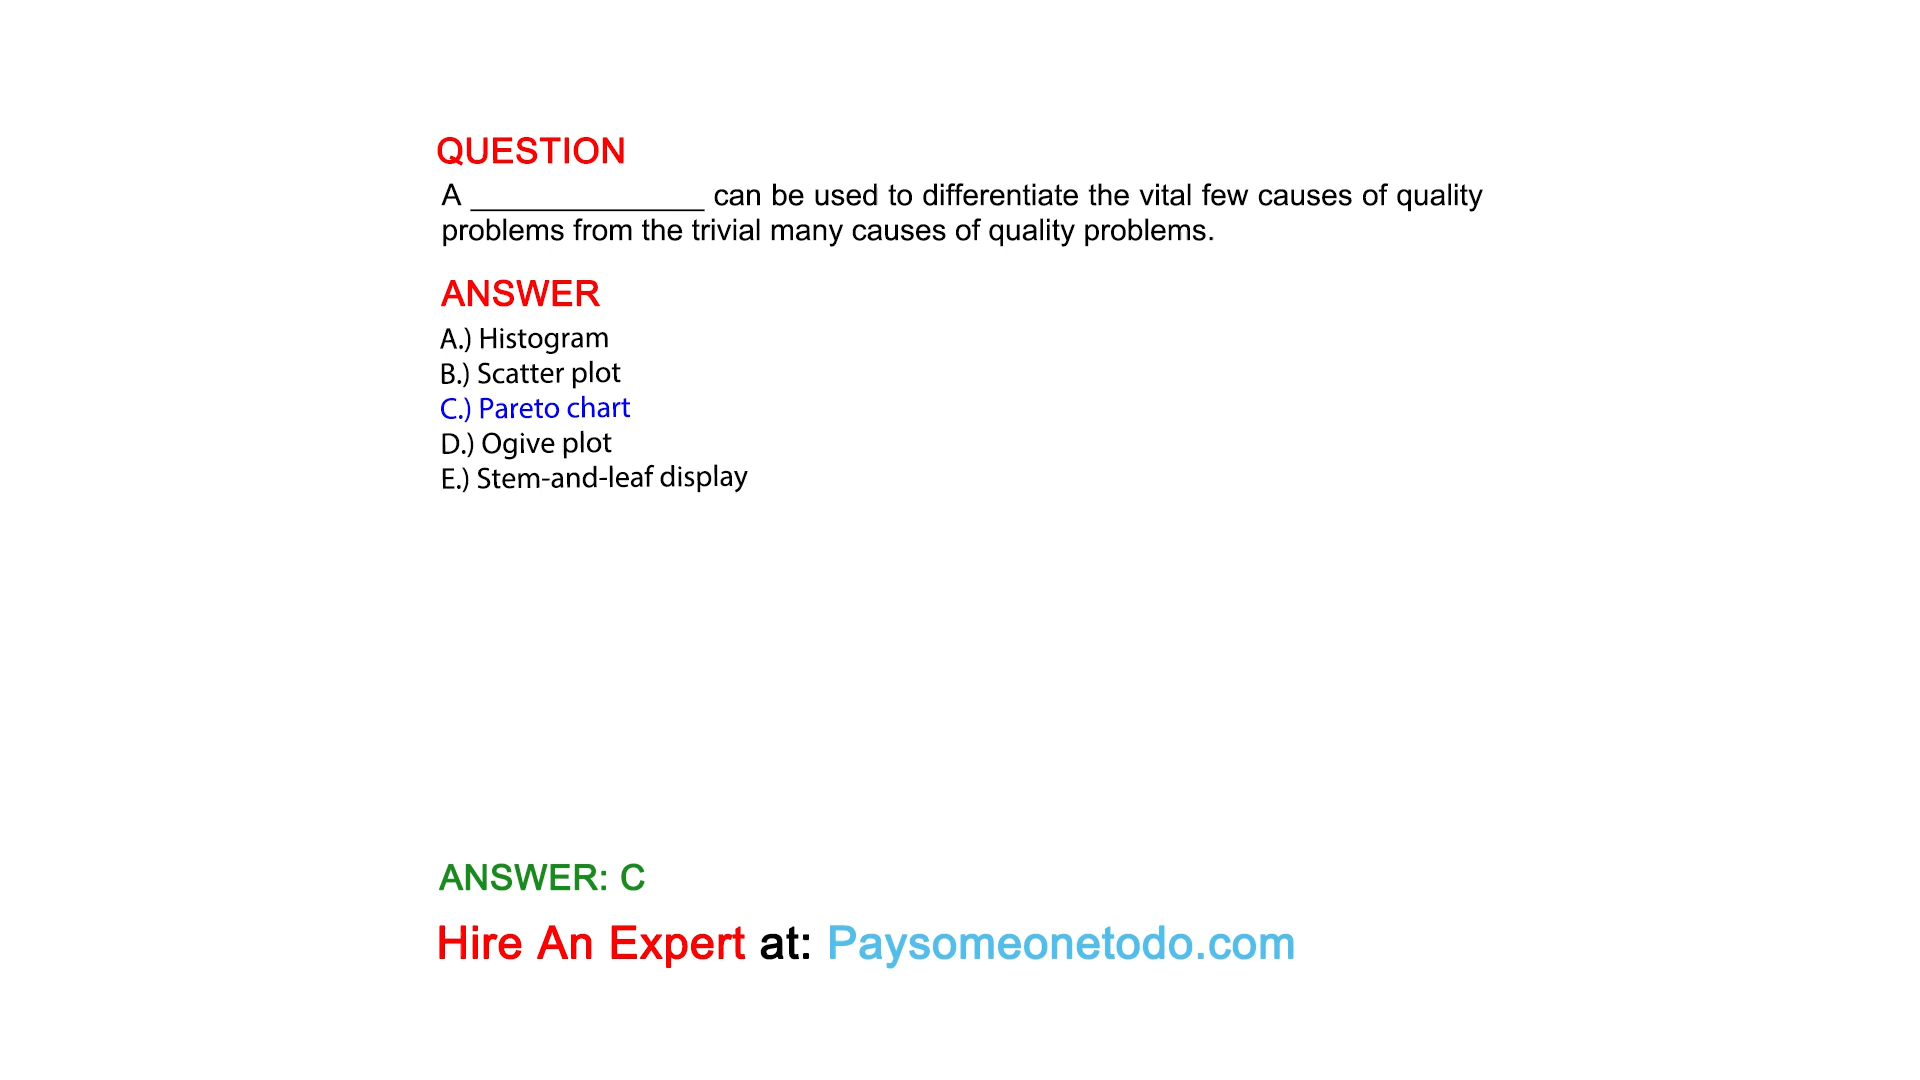 QUESTION
A ______________ can be used to differentiate the vital few causes of quality
problems from the trivial many causes of quality problems.
ANSWER
A.) Histogram
B.) Scatter plot
C.) Pareto chart
D.) Ogive plot
E.) Stem-and-leaf display
ANSWER: C
Hire An Expert at: Paysomeonetodo.com